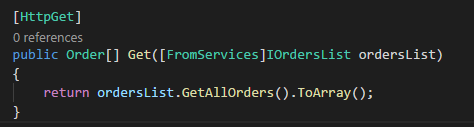 [HttpGet]
0 references
public Order[] Get([FromServices]IOrdersList ordersList)
{
    return ordersList.GetAllOrders().ToArray();
}